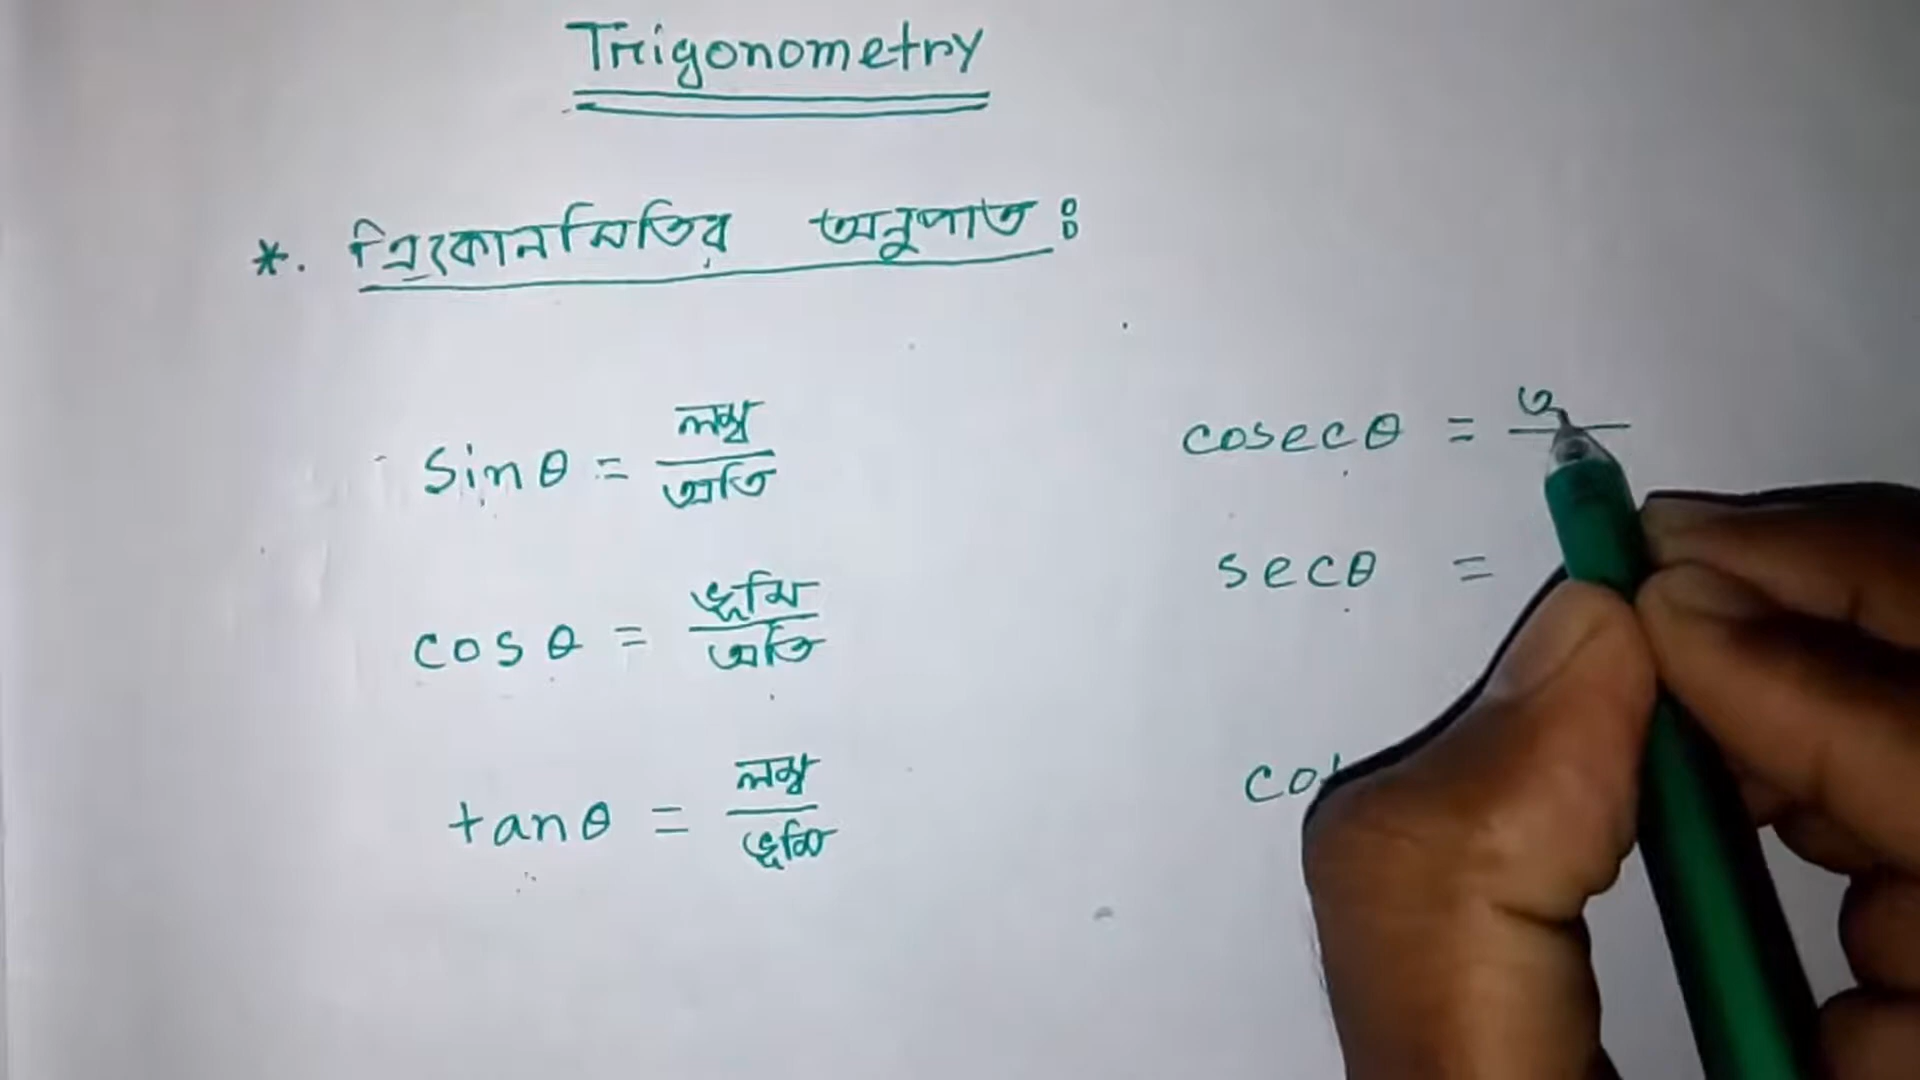 Trigonometry
*. ত্রিকোনমিতির অনুপাত :
sinθ = লম্ব / অতি
cosecθ =
cosθ = ভূমি / অতি
secθ =
tanθ = লম্ব / ভূমি